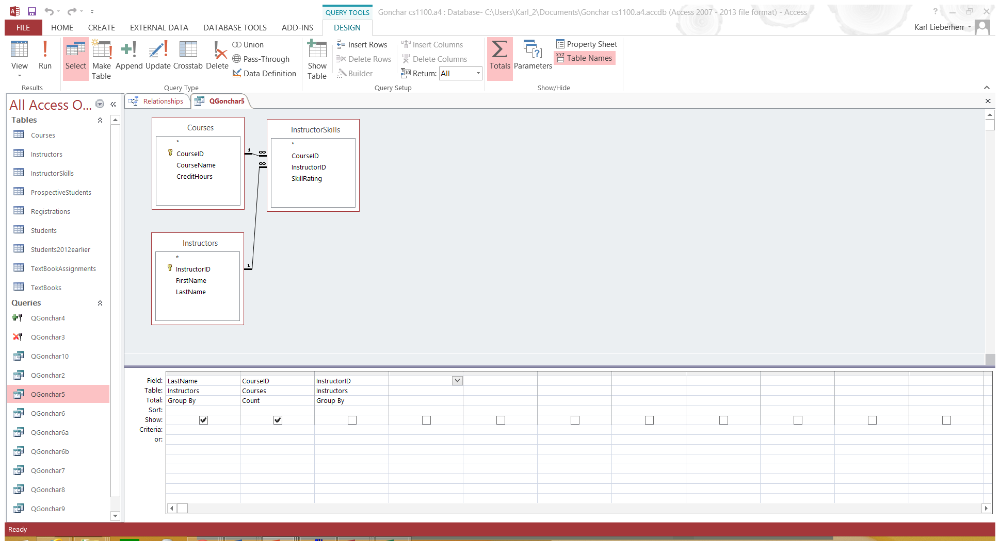 QUERY TOOLS
Gonchar cs1100.a4 : Database- C:\Users\Karl_2\Documents\Gonchar cs1100.a4.accdb (Access 2007 - 2013 file format) - Access
FILE HOME CREATE EXTERNAL DATA DATABASE TOOLS ADD-INS DESIGN
Karl Lieberherr
View
Run
Results
Select
Make Table
Append
Update
Crosstab
Delete
Union
Pass-Through
Data Definition
Query Type
Show Table
Insert Rows
Delete Rows
Builder
Insert Columns
Delete Columns
Return: All
Query Setup
Totals
Parameters
Property Sheet
Table Names
Show/Hide
All Access O...
Tables
Courses
Instructors
InstructorSkills
ProspectiveStudents
Registrations
Students
Students2012earlier
TextBookAssignments
TextBooks
Queries
QGonchar4
QGonchar3
QGonchar10
QGonchar2
QGonchar5
QGonchar6
QGonchar6a
QGonchar6b
QGonchar7
QGonchar8
QGonchar9
Relationships
QGonchar5
Courses
*
CourseID
CourseName
CreditHours
1 ∞
∞
InstructorSkills
*
CourseID
InstructorID
SkillRating
Instructors
*
InstructorID
FirstName
LastName
1
Field: LastName CourseID InstructorID
Table: Instructors Courses Instructors
Total: Group By Count Group By
Sort:
Show:
Criteria:
or:
Ready